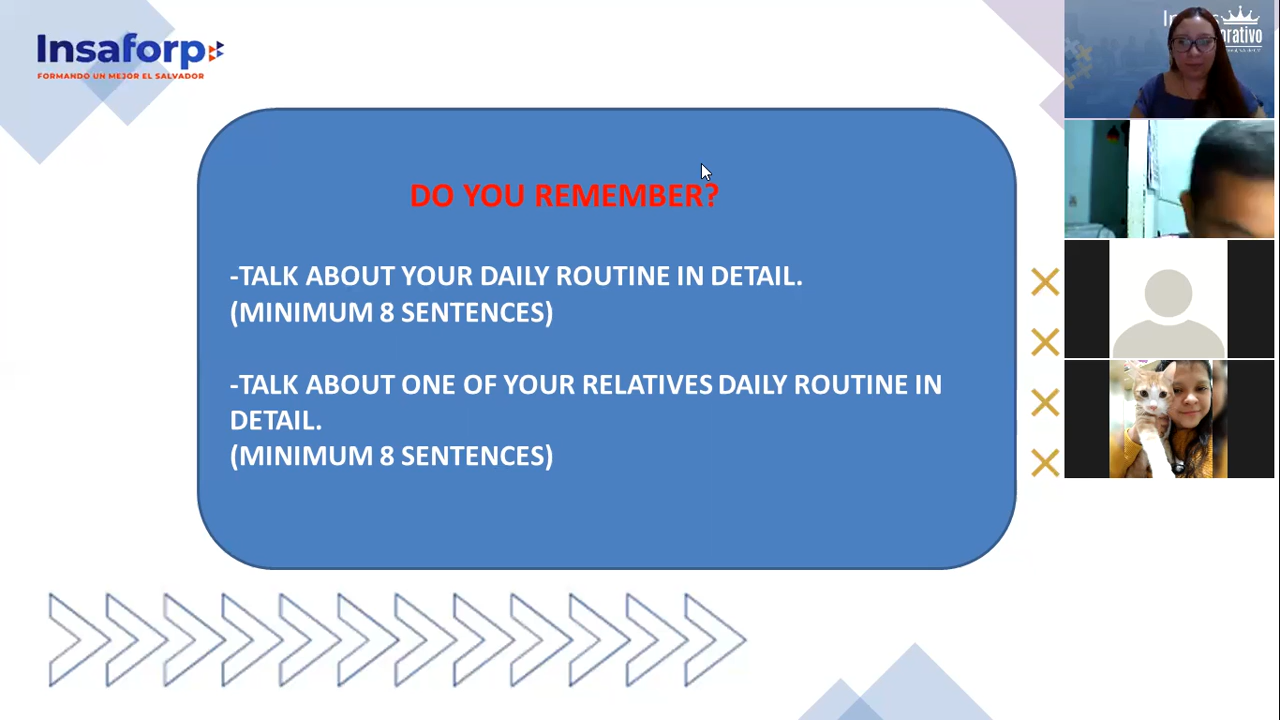 Insaforp
FORMANDO UN MEJOR EL SALVADOR
DO YOU REMEMBER?
-TALK ABOUT YOUR DAILY ROUTINE IN DETAIL.
(MINIMUM 8 SENTENCES)
-TALK ABOUT ONE OF YOUR RELATIVES DAILY ROUTINE IN
DETAIL.
(MINIMUM 8 SENTENCES)